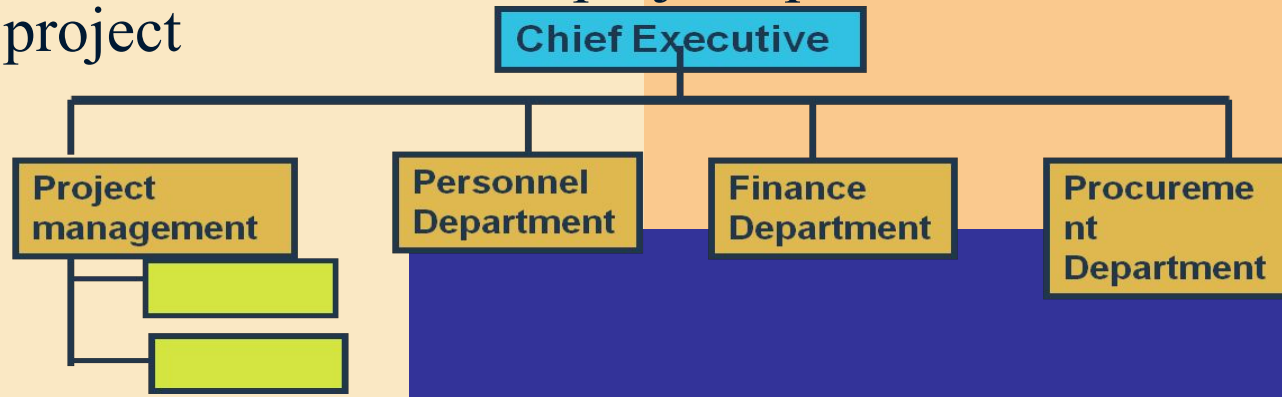 project
Chief Executive
Project
management
Personnel
Department
Finance
Department
Procureme
nt
Department